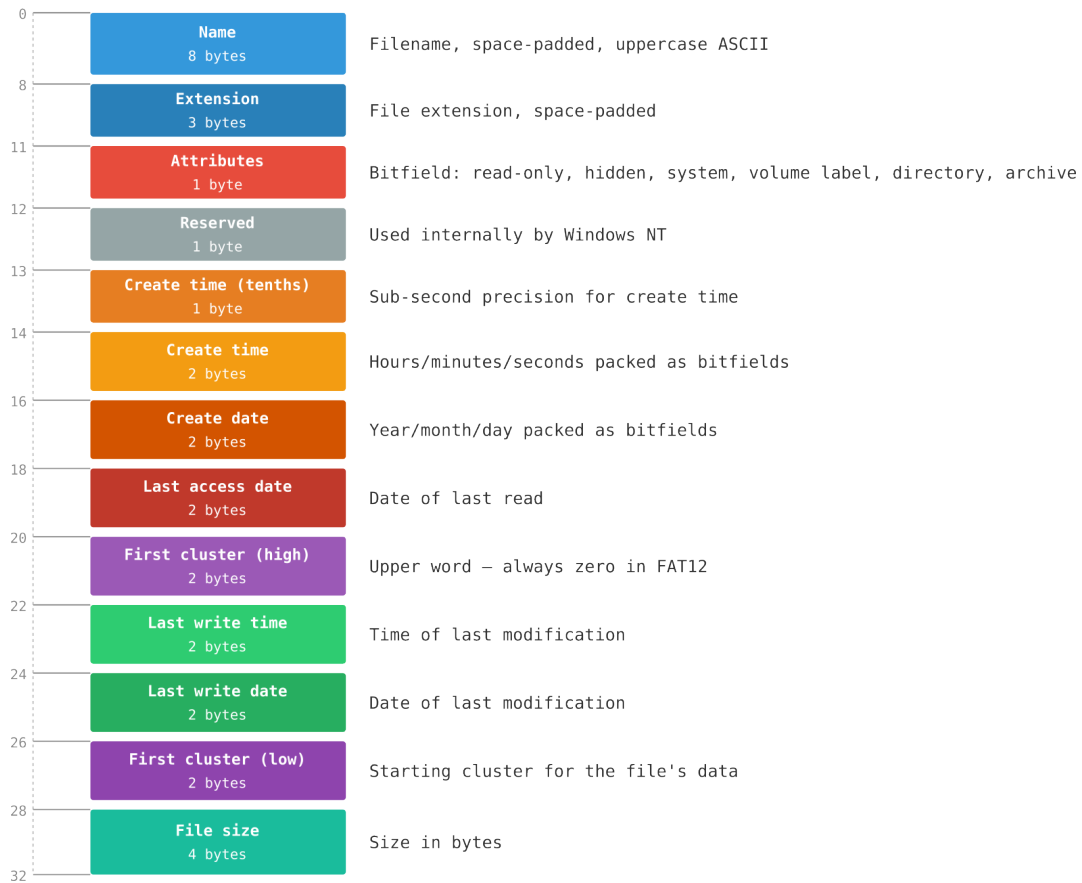 0
Name
8 bytes
Filename, space-padded, uppercase ASCII
8
Extension
3 bytes
File extension, space-padded
11
Attributes
1 byte
Bitfield: read-only, hidden, system, volume label, directory, archive
12
Reserved
1 byte
Used internally by Windows NT
13
Create time (tenths)
1 byte
Sub-second precision for create time
14
Create time
2 bytes
Hours/minutes/seconds packed as bitfields
16
Create date
2 bytes
Year/month/day packed as bitfields
18
Last access date
2 bytes
Date of last read
20
First cluster (high)
2 bytes
Upper word — always zero in FAT12
22
Last write time
2 bytes
Time of last modification
24
Last write date
2 bytes
Date of last modification
26
First cluster (low)
2 bytes
Starting cluster for the file's data
28
File size
4 bytes
Size in bytes
32